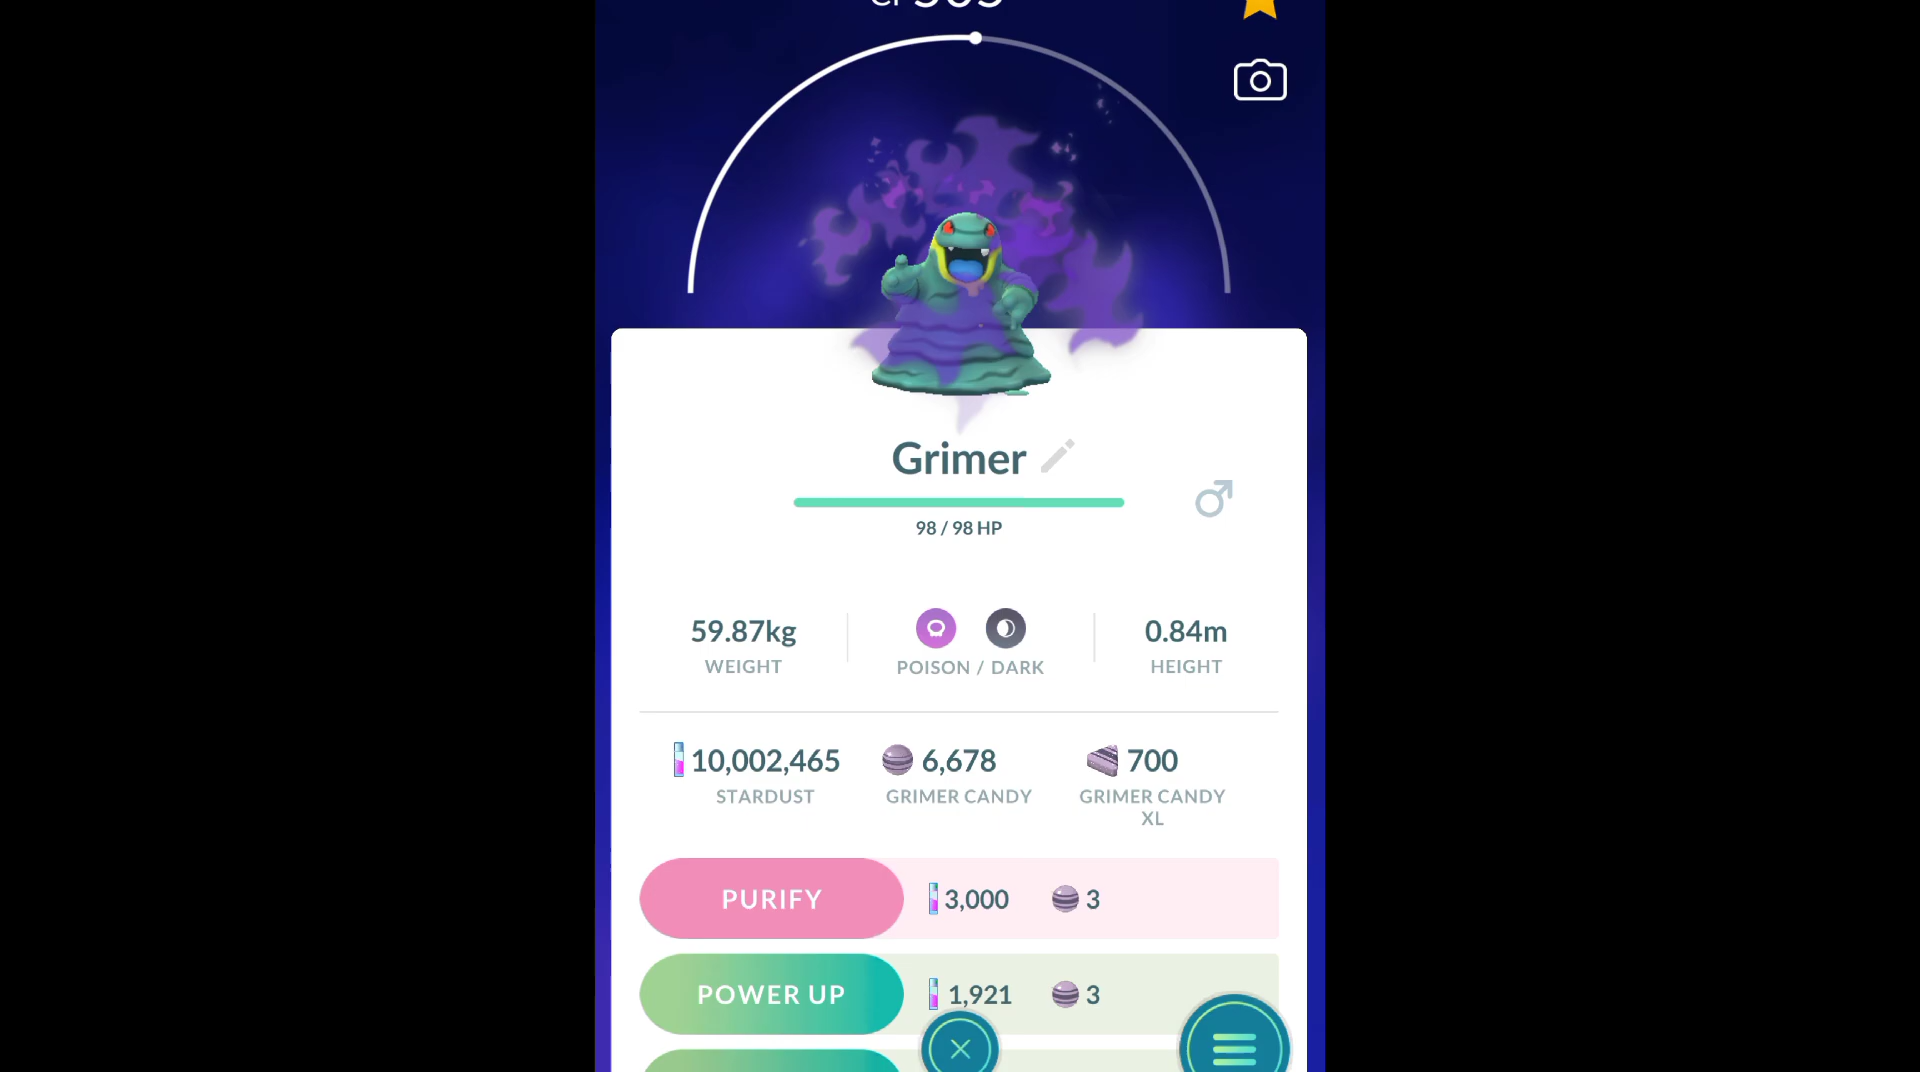 Grimer
98 / 98 HP
59.87kg
WEIGHT
POISON / DARK
0.84m
HEIGHT
10,002,465
STARDUST
6,678
GRIMER CANDY
700
GRIMER CANDY
XL
PURIFY 3,000 3
POWER UP 1,921 3